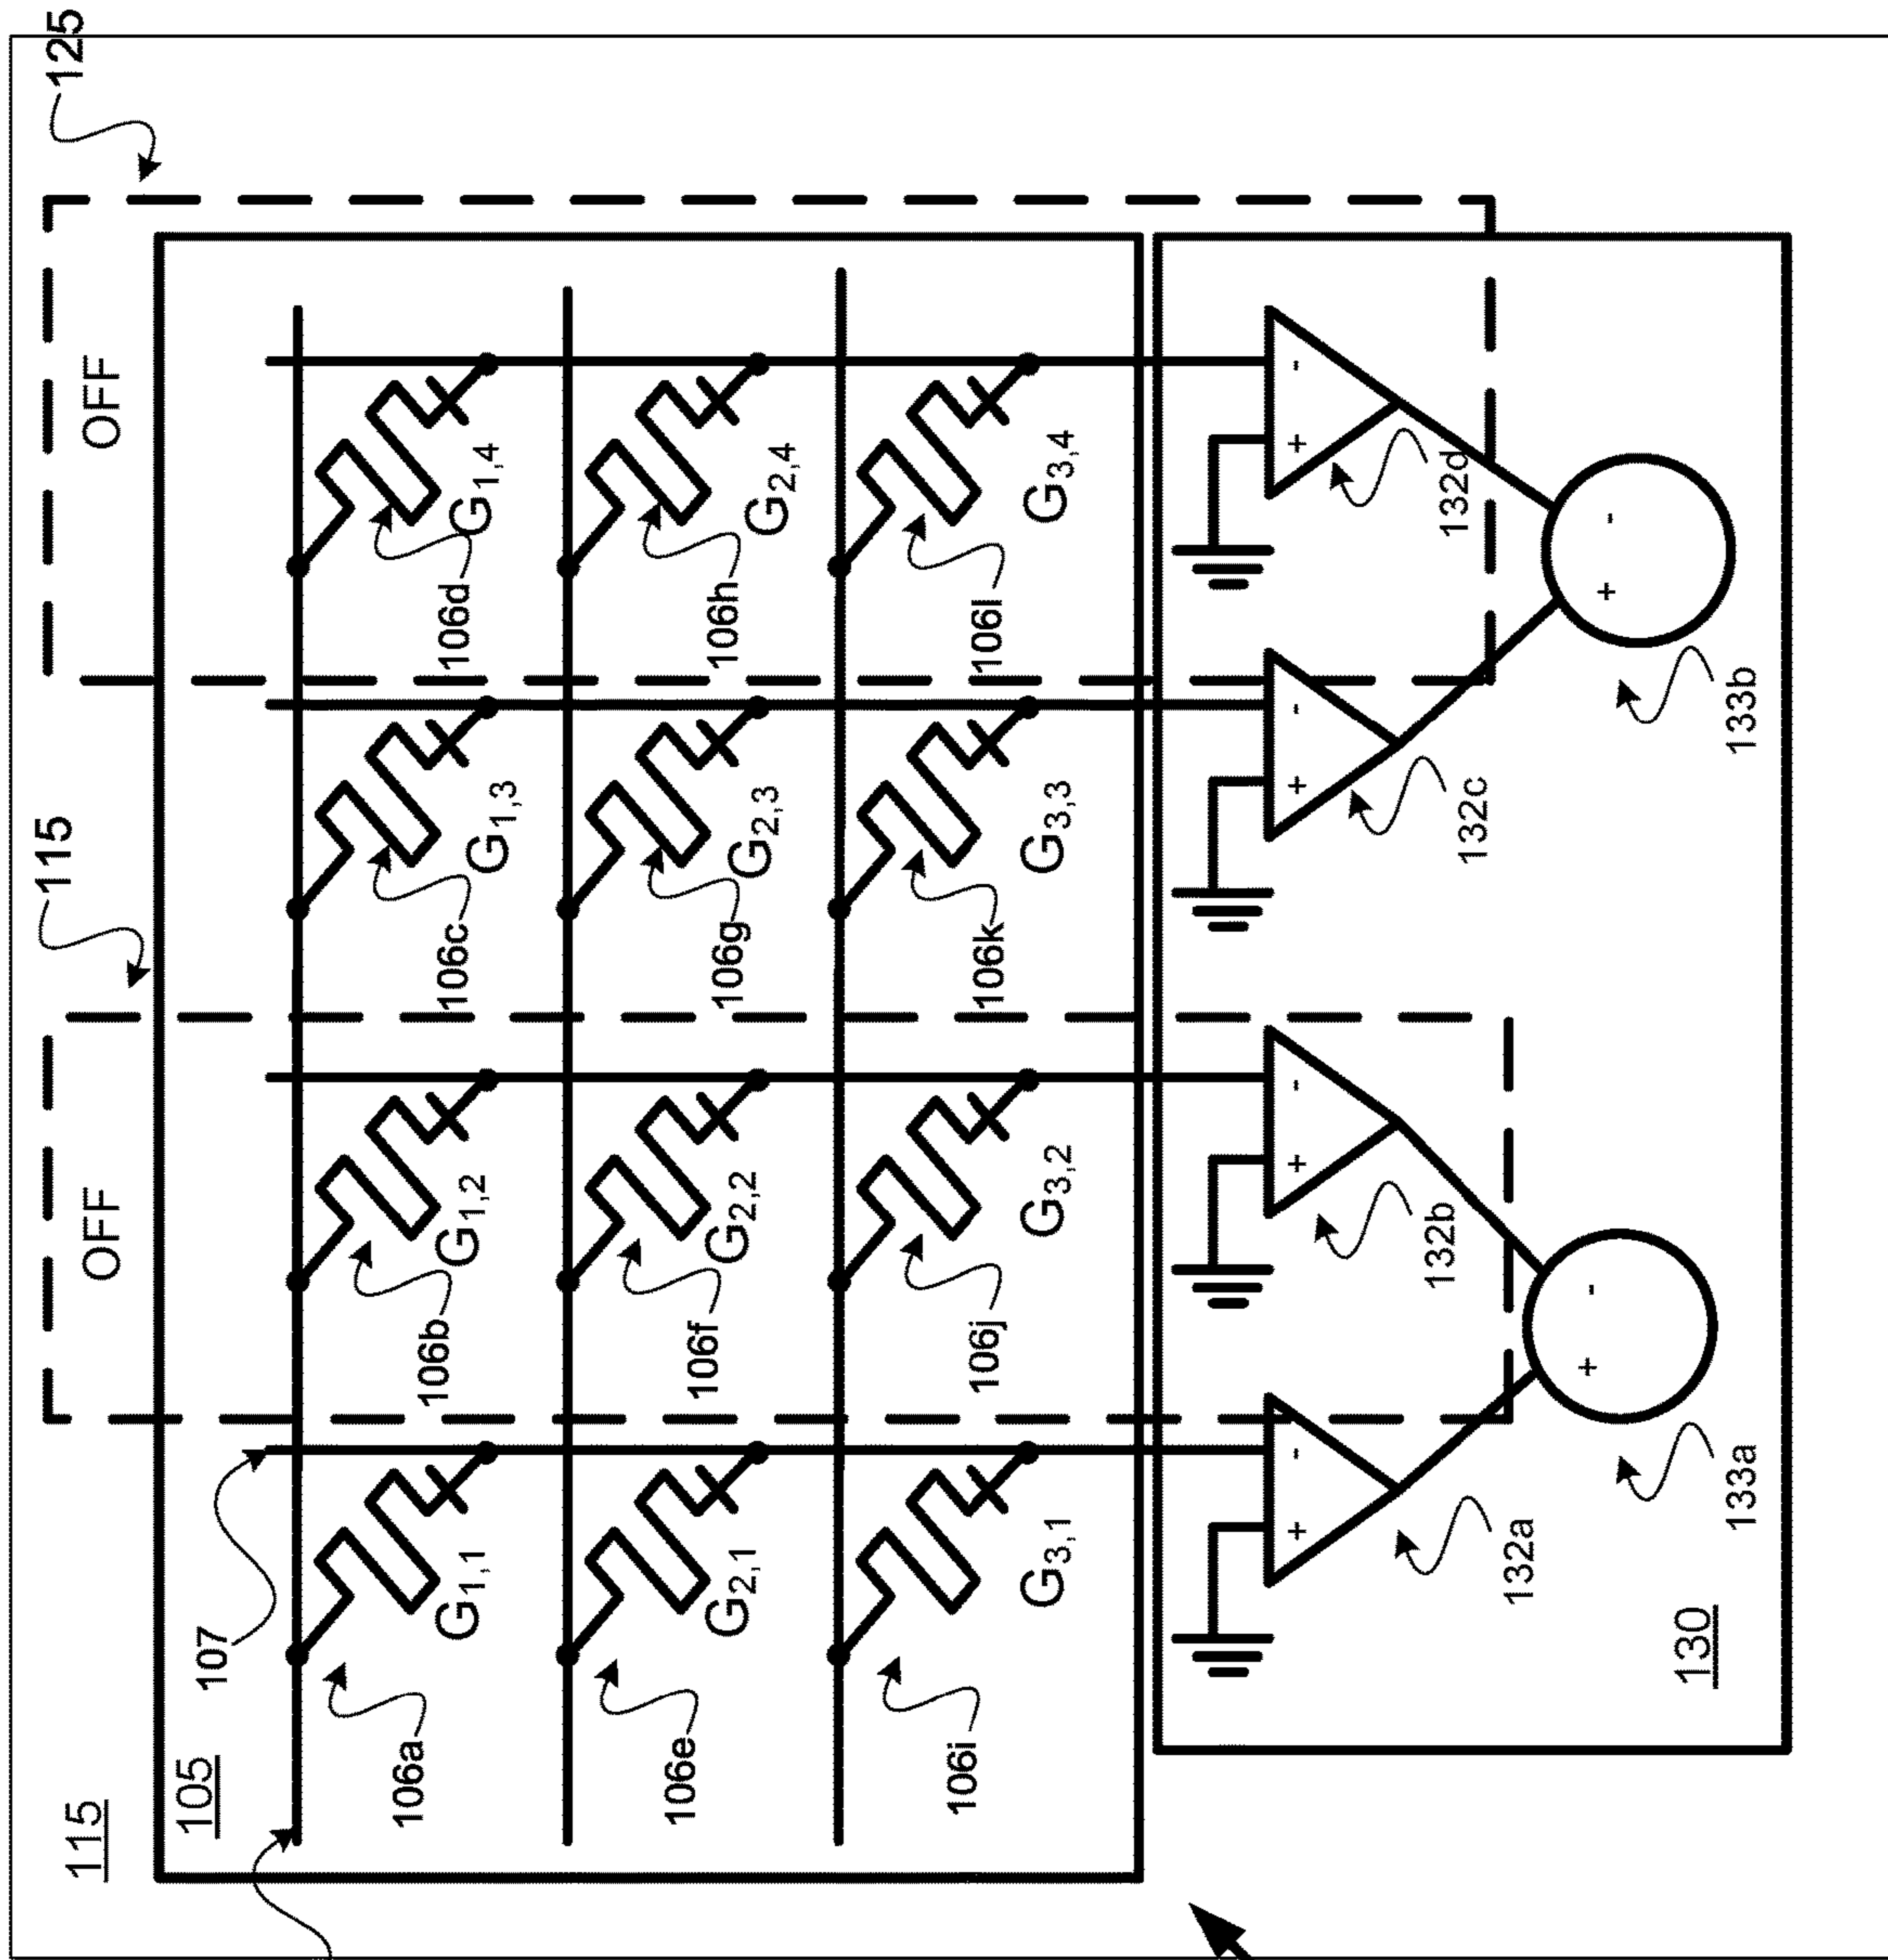 115
105
107
115
125
OFF
OFF
106a
G1,1
106b
G1,2
106c
G1,3
106d
G1,4
106e
G2,1
106f
G2,2
106g
G2,3
106h
G2,4
106i
G3,1
106j
G3,2
106k
G3,3
106l
G3,4
+ -
+ -
+ -
+ -
132a
132b
132c
132d
+ -
+ -
133a
133b
130